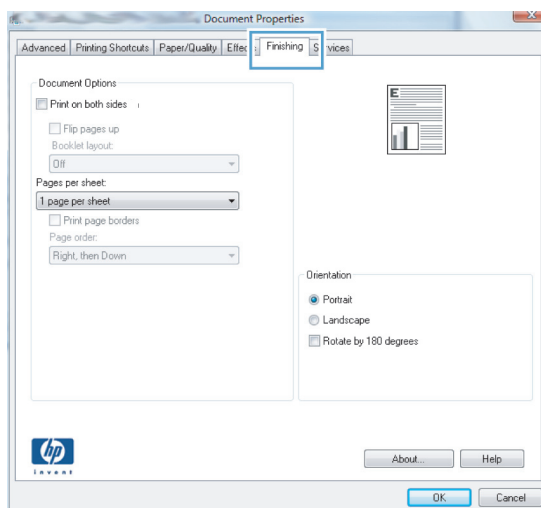 Document Properties
Advanced Printing Shortcuts Paper/Quality Finishing
Document Options
Print on both sides
Flip pages up
Booklet layout:
Off
Pages per sheet:
1 page per sheet
Print page borders
Page order:
Right, then Down
E
Orientation
Portrait
Landscape
Rotate by 180 degrees
hp
invent
About... Help
OK Cancel